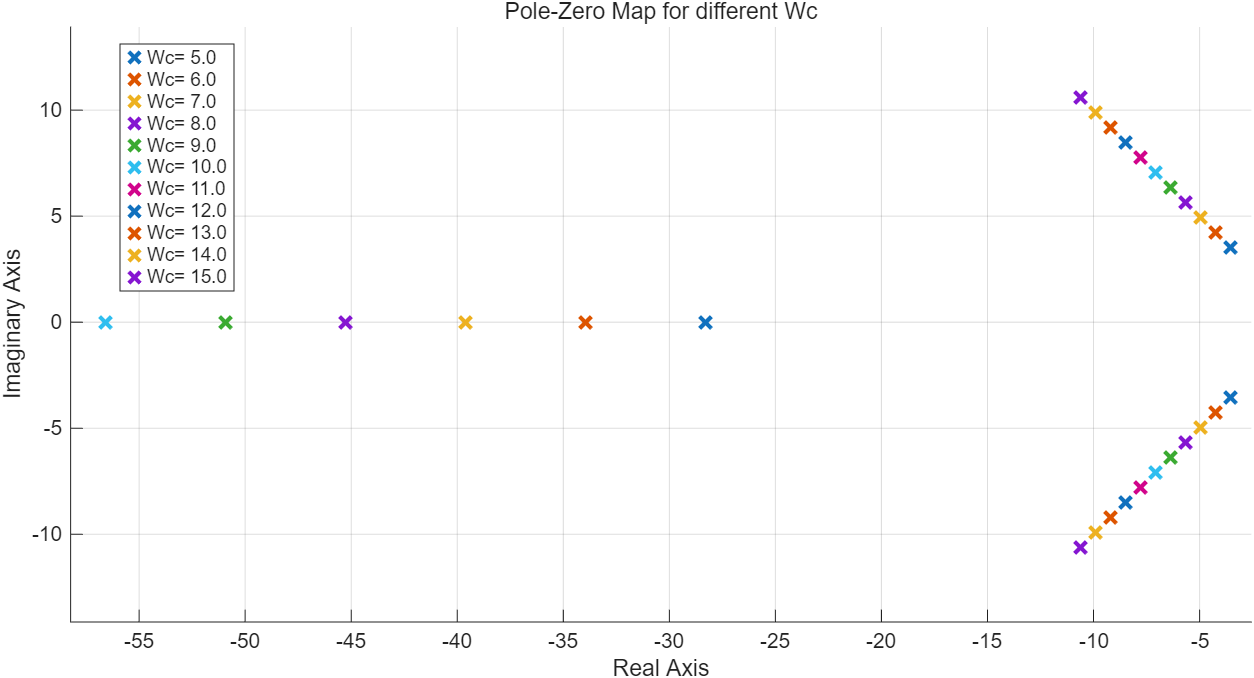 Pole-Zero Map for different Wc
Wc= 5.0
Wc= 6.0
Wc= 7.0
Wc= 8.0
Wc= 9.0
Wc= 10.0
Wc= 11.0
Wc= 12.0
Wc= 13.0
Wc= 14.0
Wc= 15.0
10
5
0
-5
-10
Imaginary Axis
-55 -50 -45 -40 -35 -30 -25 -20 -15 -10 -5
Real Axis